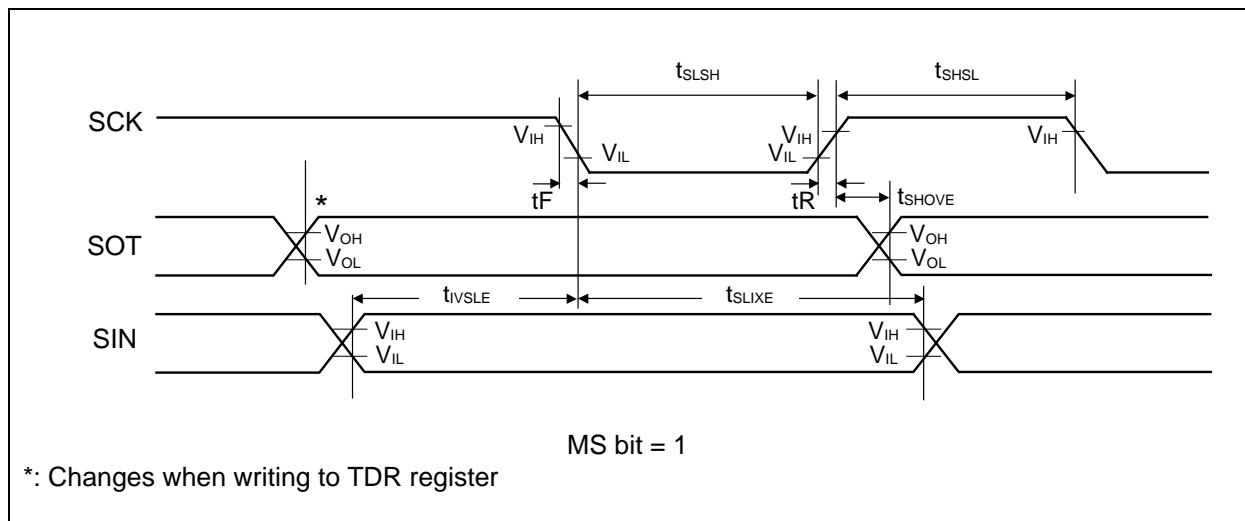 tSLSH tSHSL
SCK VIH VIL VIH VIL VIH
tF tR tSHOVE
*
SOT VOH VOL VOH VOL
tIVSLE tSLIXE
SIN VIH VIL VIH VIL
MS bit = 1
*: Changes when writing to TDR register